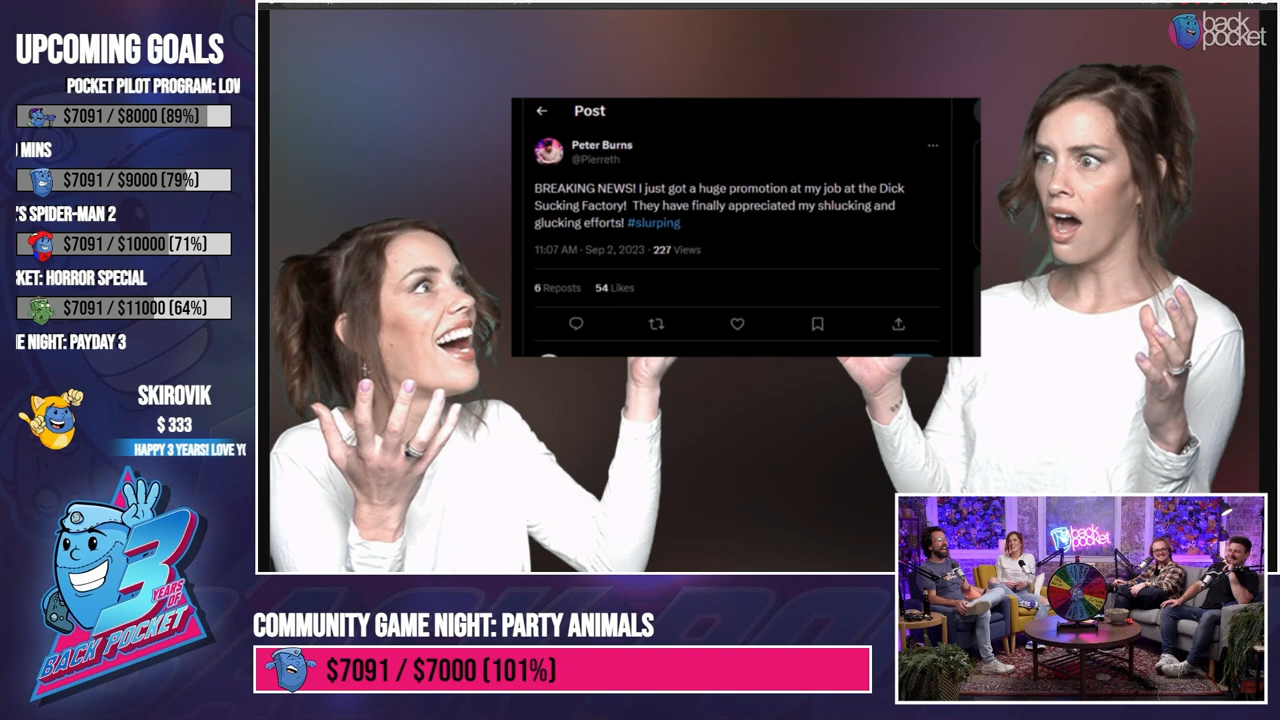 UPCOMING GOALS
POCKET PILOT PROGRAM: LOV
$7091 / $8000 (89%)
MINS
$7091 / $9000 (79%)
'S SPIDER-MAN 2
$7091 / $10000 (71%)
KET: HORROR SPECIAL
$7091 / $11000 (64%)
E NIGHT: PAYDAY 3
SKIROVIK
$ 333
HAPPY 3 YEARS! LOVE YO
3
YEARS OF
BACK POCKET
back pocket
Post
Peter Burns
@Pierreth
BREAKING NEWS! I just got a huge promotion at my job at the Dick
Sucking Factory! They have finally appreciated my shlucking and
glucking efforts! #slurping
11:07 AM · Sep 2, 2023 · 227 Views
6 Reposts 54 Likes
back pocket
COMMUNITY GAME NIGHT: PARTY ANIMALS
$7091 / $7000 (101%)